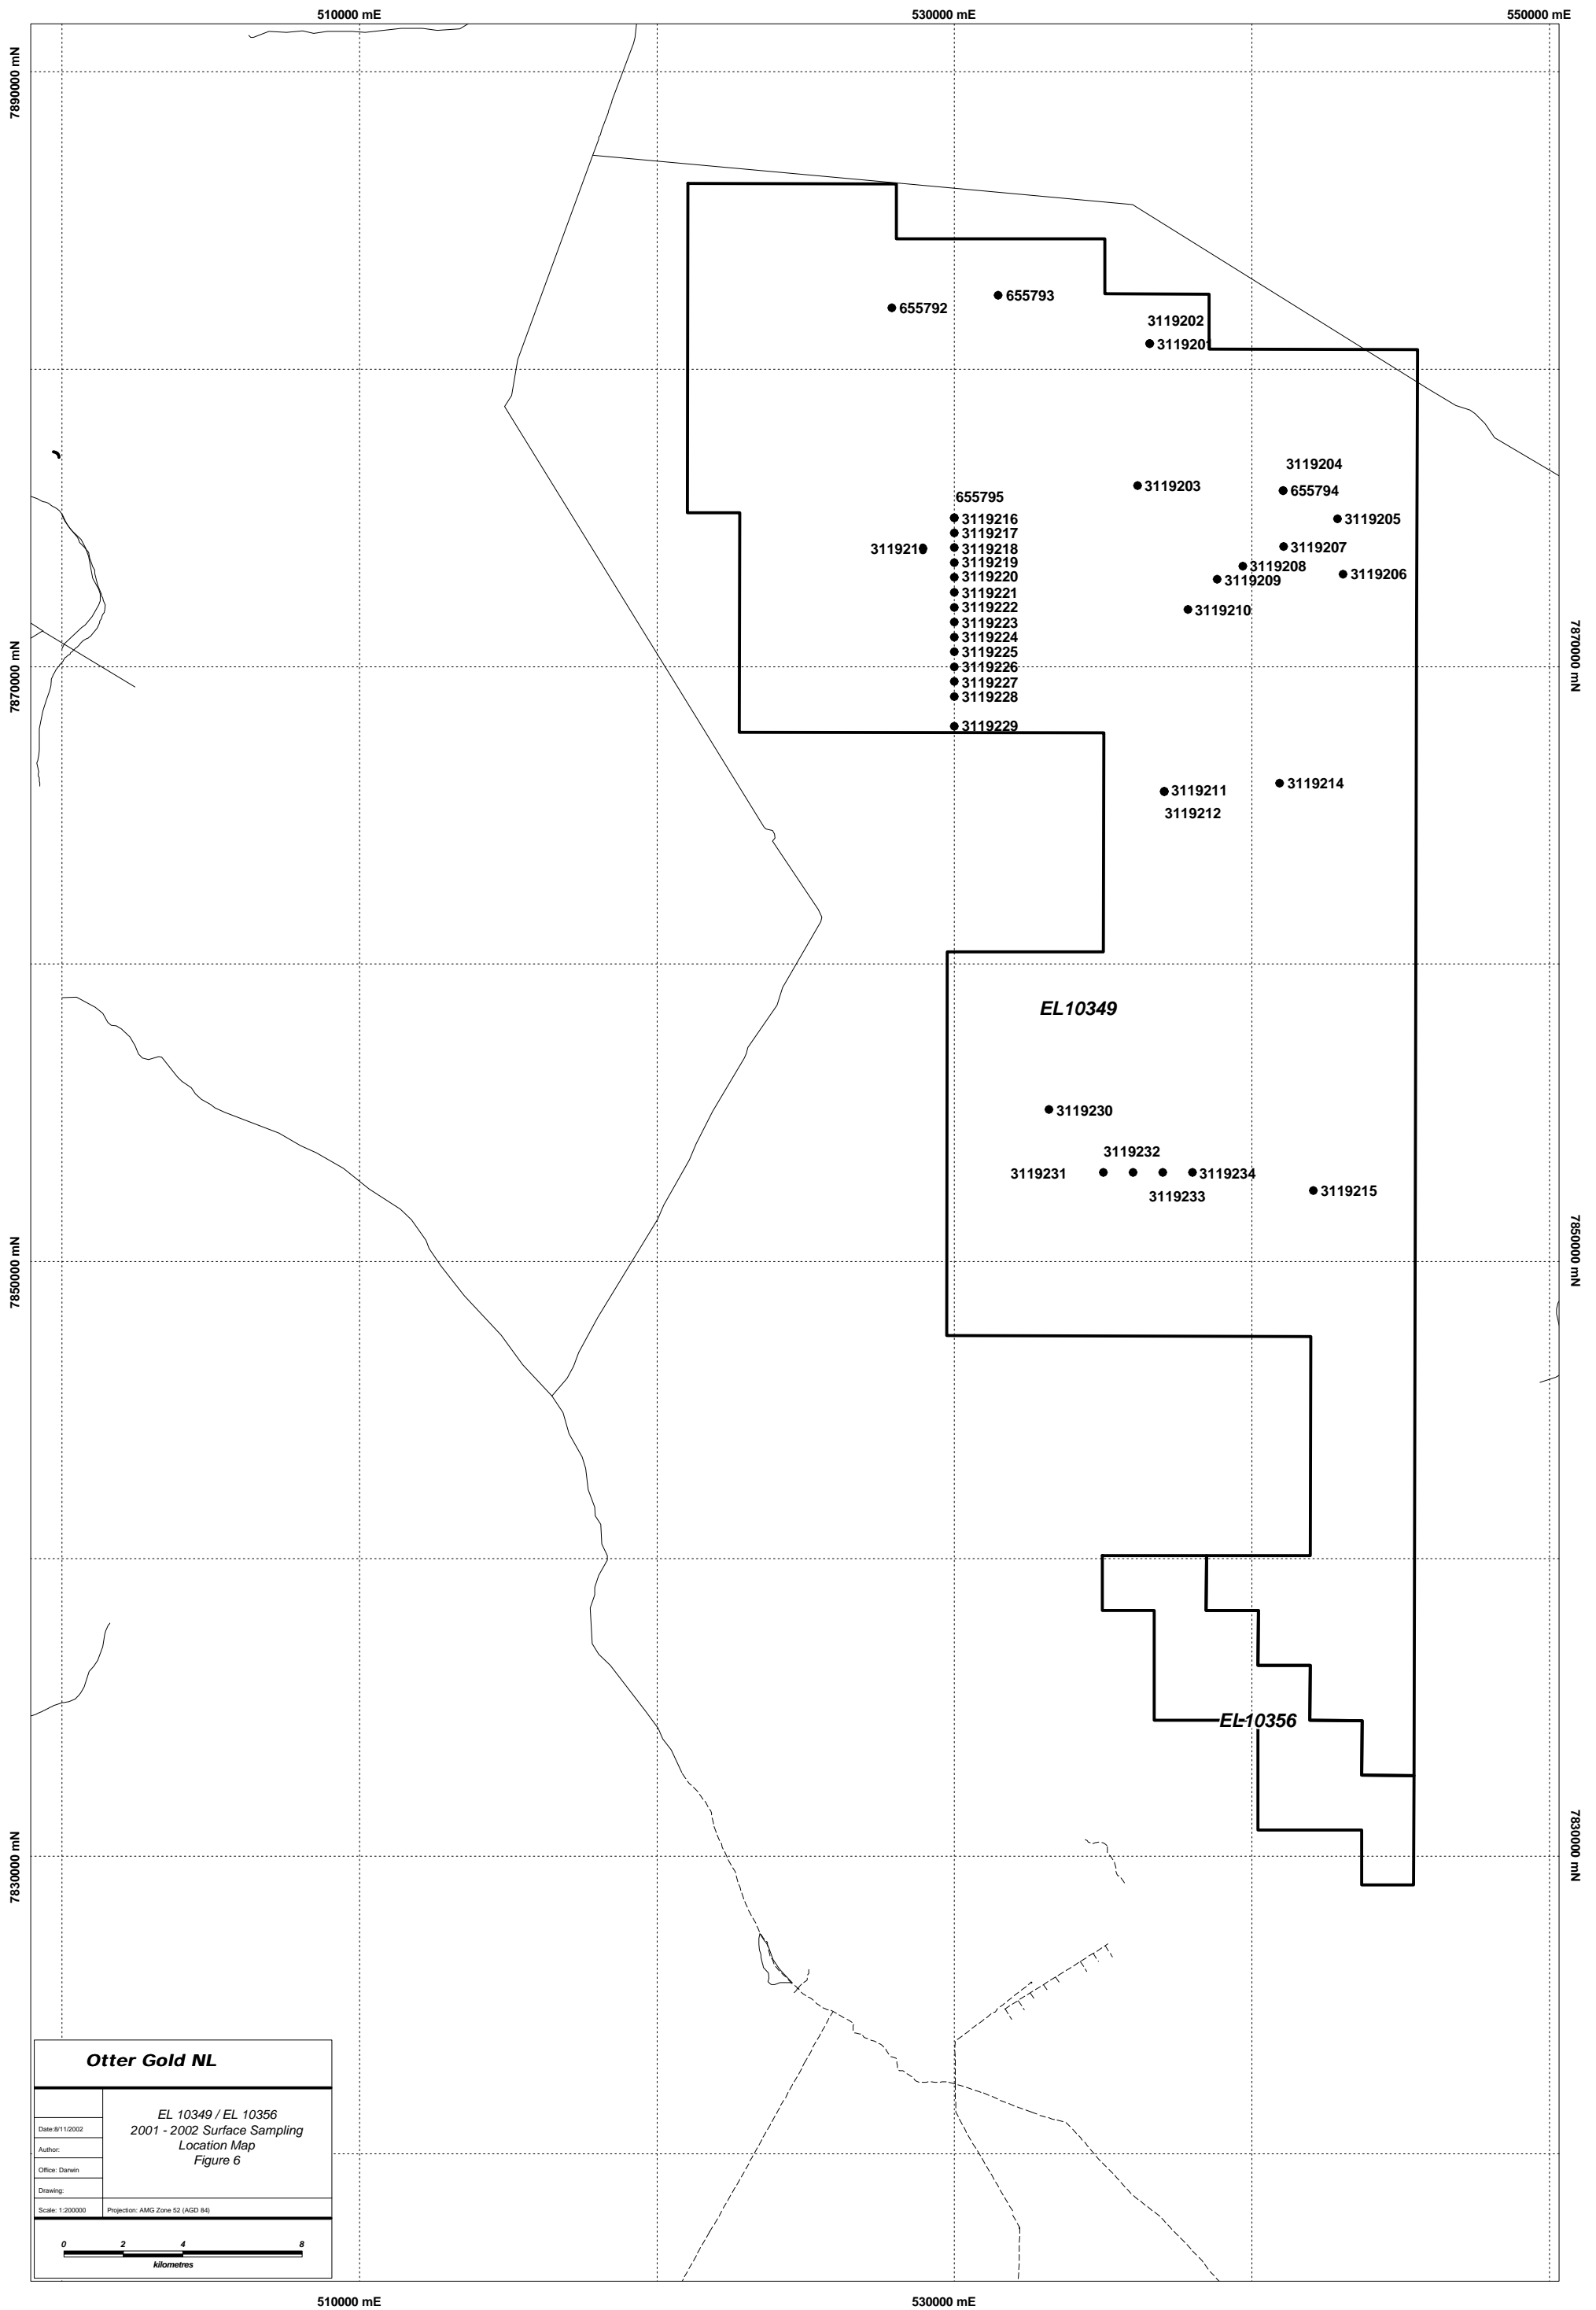 510000 mE
530000 mE
550000 mE
7890000 mN
655792
655793
3119202
3119201
3119204
3119203
655794
655795
3119216
3119205
3119217
3119218
3119207
3119219
3119208
3119220
3119209
3119206
3119221
3119222
3119210
3119223
3119224
3119225
3119226
3119227
3119228
3119229
7870000 mN
7870000 mN
3119211
3119214
3119212
EL10349
3119230
3119232
3119231
3119234
3119233
3119215
7850000 mN
7850000 mN
EL10356
7830000 mN
7830000 mN
Otter Gold NL
EL 10349 / EL 10356
2001 - 2002 Surface Sampling
Location Map
Figure 6
Date:8/11/2002
Author:
Office: Darwin
Drawing:
Scale: 1:200000
Projection: AMG Zone 52 (AGD 84)
0 2 4 8
kilometres
510000 mE
530000 mE